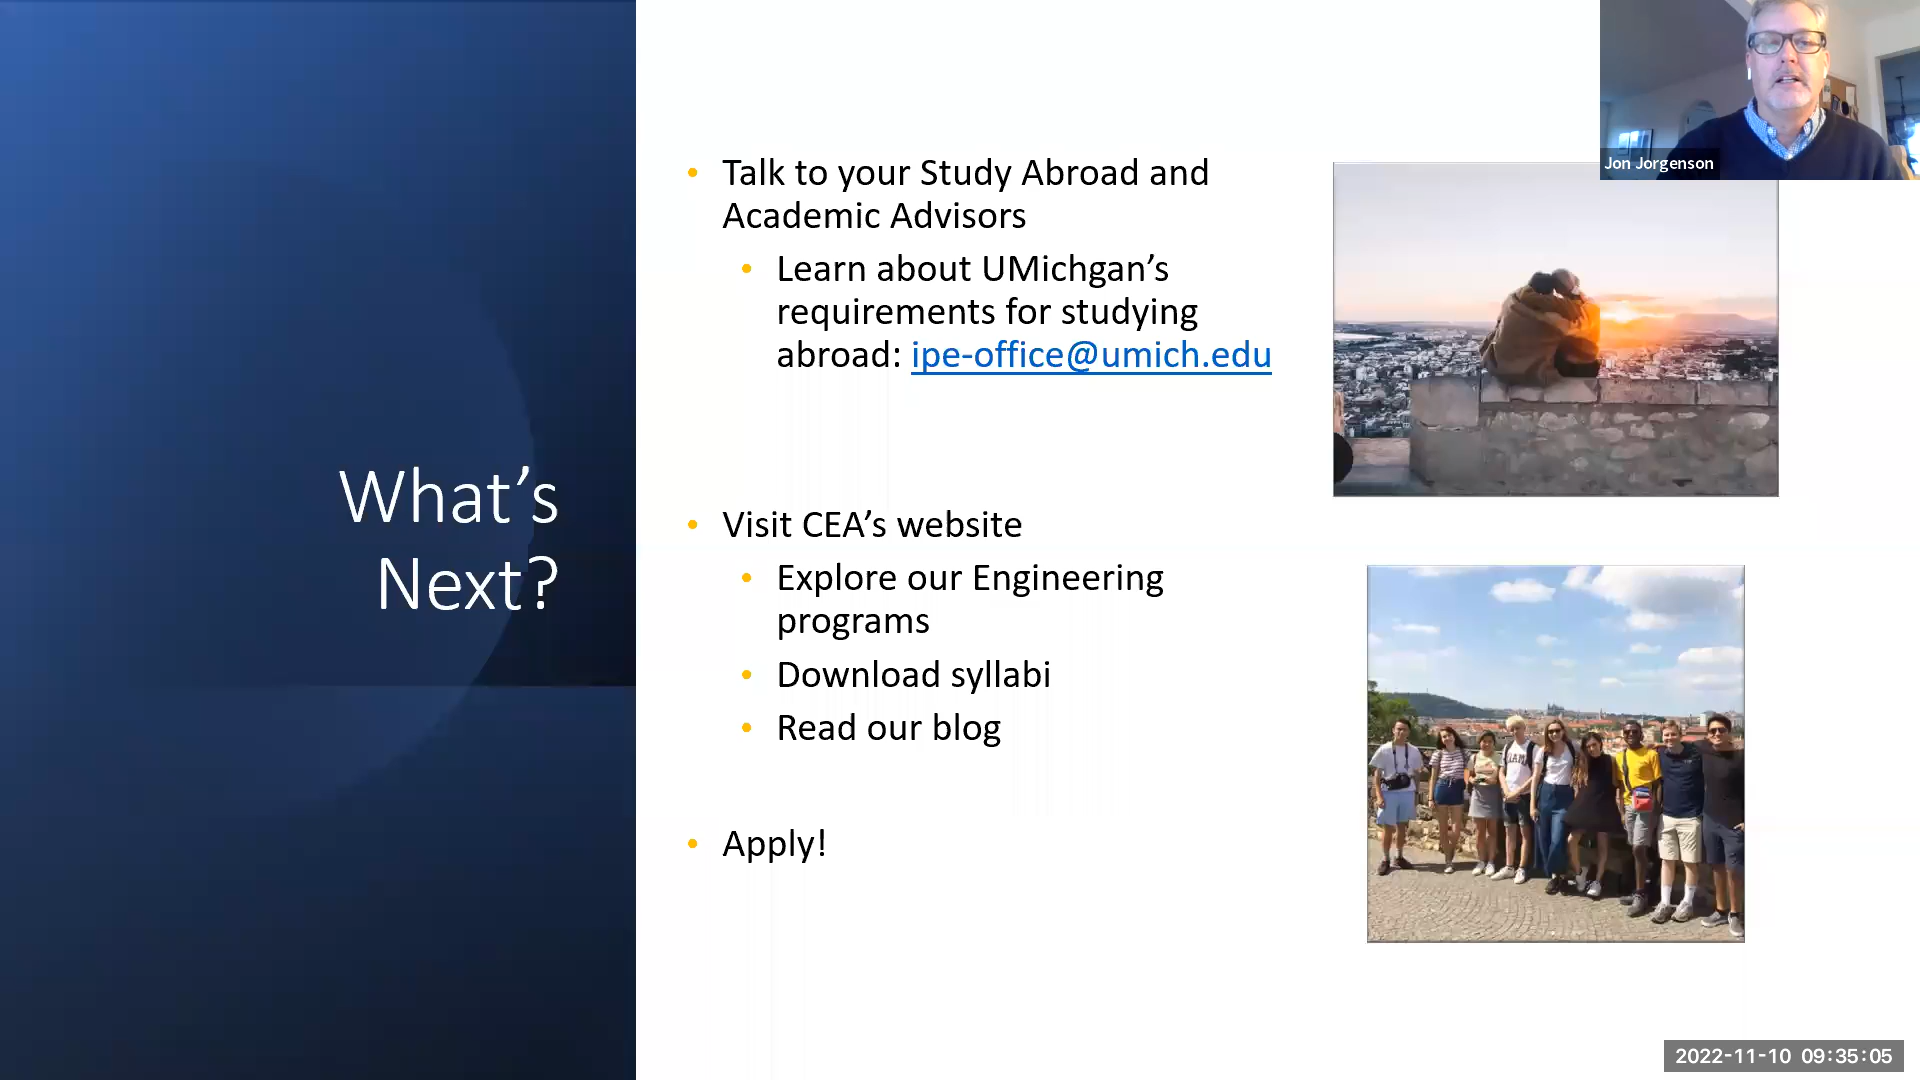 What's
Next?
• Talk to your Study Abroad and
Academic Advisors
• Learn about UMichgan's
requirements for studying
abroad: ipe-office@umich.edu
• Visit CEA's website
• Explore our Engineering
programs
• Download syllabi
• Read our blog
• Apply!
Jon Jorgenson
2022-11-10 09:35:05